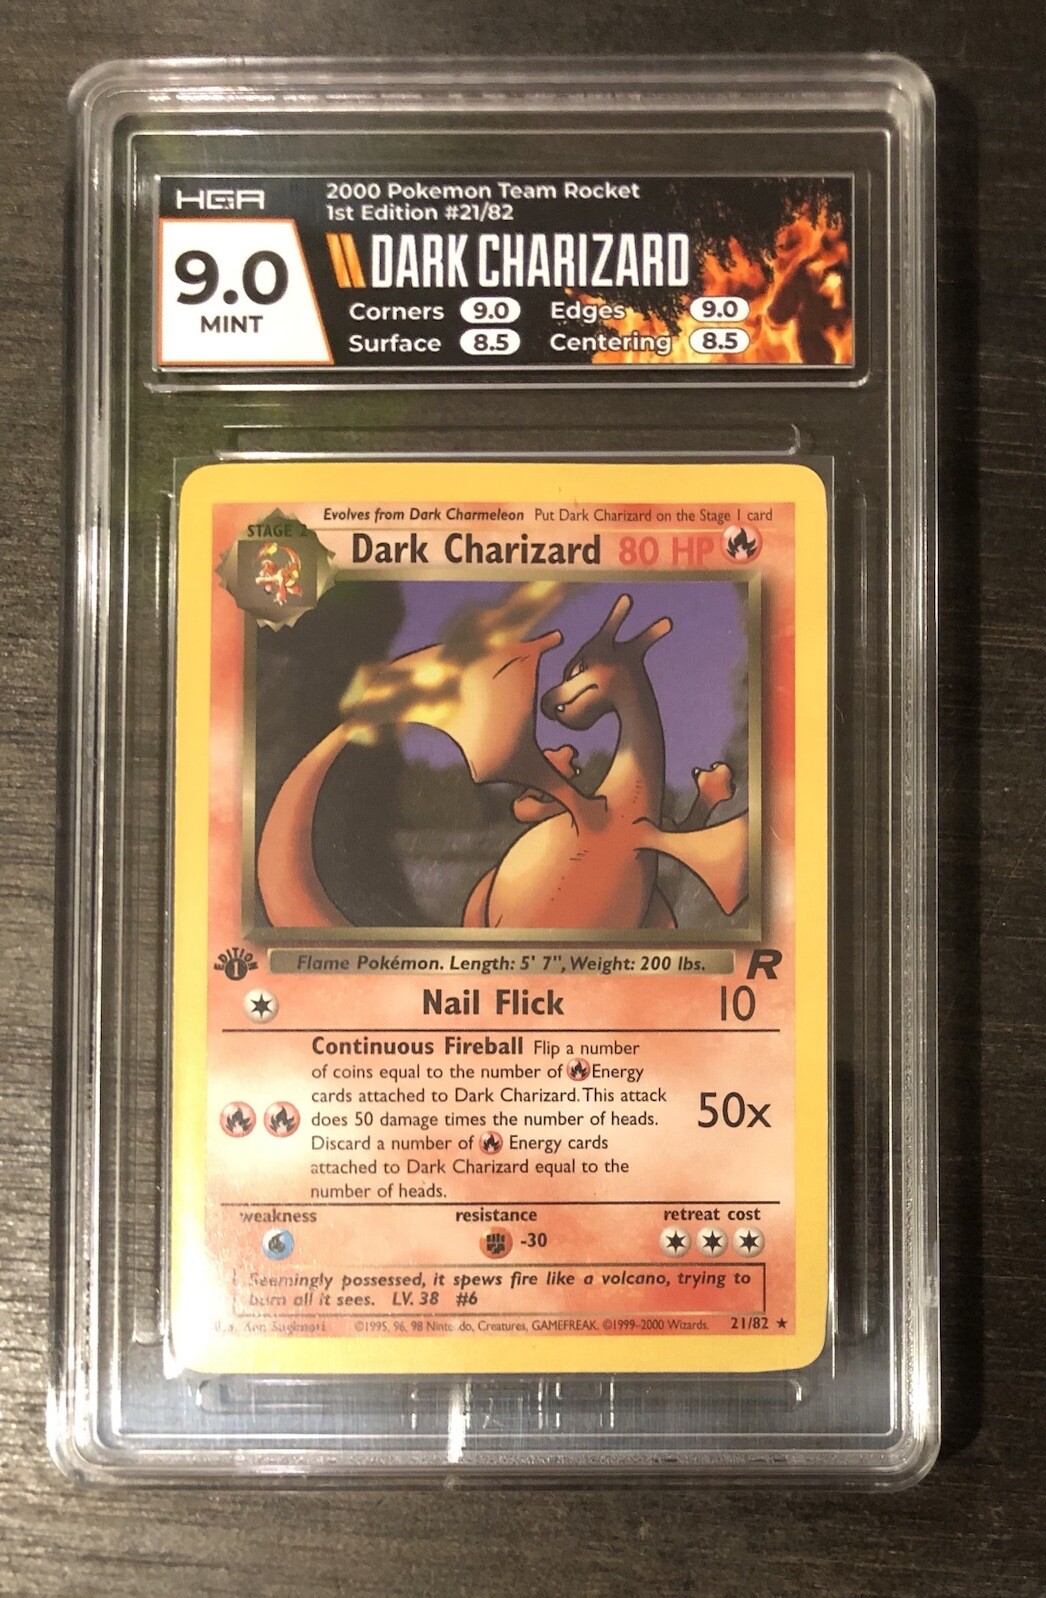 HGA
2000 Pokemon Team Rocket
1st Edition #21/82
9.0
MINT
DARK CHARIZARD
Corners 9.0 Edges 9.0
Surface 8.5 Centering 8.5
Evolves from Dark Charmeleon Put Dark Charizard on the Stage 1 card
STAGE 2
Dark Charizard 80 HP
EDITION
1
Flame Pokémon. Length: 5' 7", Weight: 200 lbs.
R
Nail Flick 10
Continuous Fireball Flip a number
of coins equal to the number of Energy
cards attached to Dark Charizard. This attack
does 50 damage times the number of heads.
Discard a number of Energy cards
attached to Dark Charizard equal to the
number of heads.
50x
weakness resistance retreat cost
-30
Seemingly possessed, it spews fire like a volcano, trying to
burn all it sees. LV. 38 #6
Ken Sugimori ©1995, 96, 98 Nintendo, Creatures, GAMEFREAK. ©1999-2000 Wizards. 21/82 ★